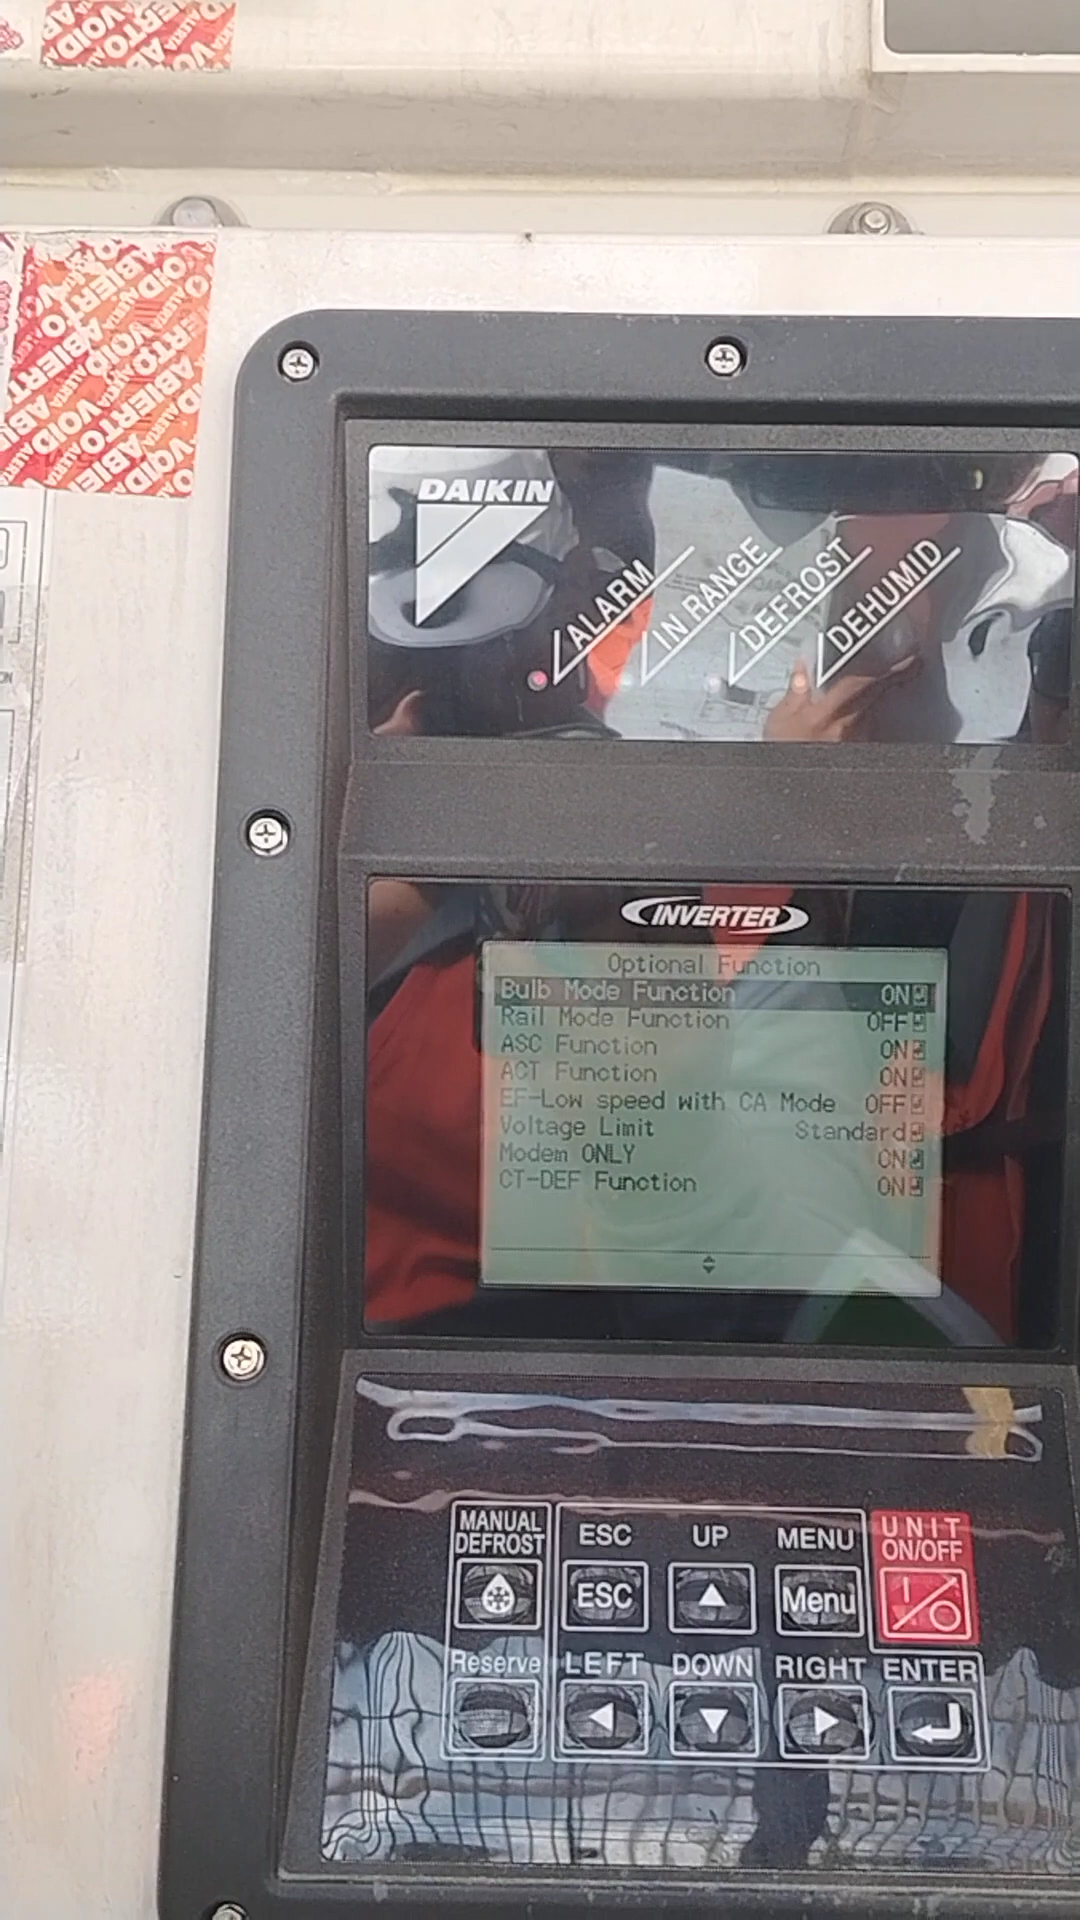 VOID ABIERTO
DAIKIN
ALARM
IN RANGE
DEFROST
DEHUMID
INVERTER
Optional Function
Bulb Mode Function ON
Rail Mode Function OFF
ASC Function ON
ACT Function ON
EF-Low speed with CA Mode OFF
Voltage Limit Standard
Modem ONLY ON
CT-DEF Function ON
MANUAL DEFROST
ESC
UP
MENU
UNIT ON/OFF
ESC
Menu
Reserve
LEFT
DOWN
RIGHT
ENTER